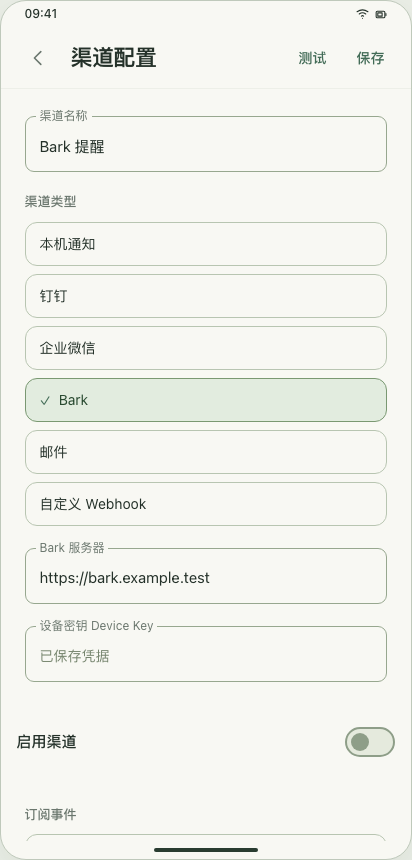 09:41
渠道配置
测试
保存
渠道名称
Bark 提醒
渠道类型
本机通知
钉钉
企业微信
Bark
邮件
自定义 Webhook
Bark 服务器
https://bark.example.test
设备密钥 Device Key
已保存凭据
启用渠道
订阅事件